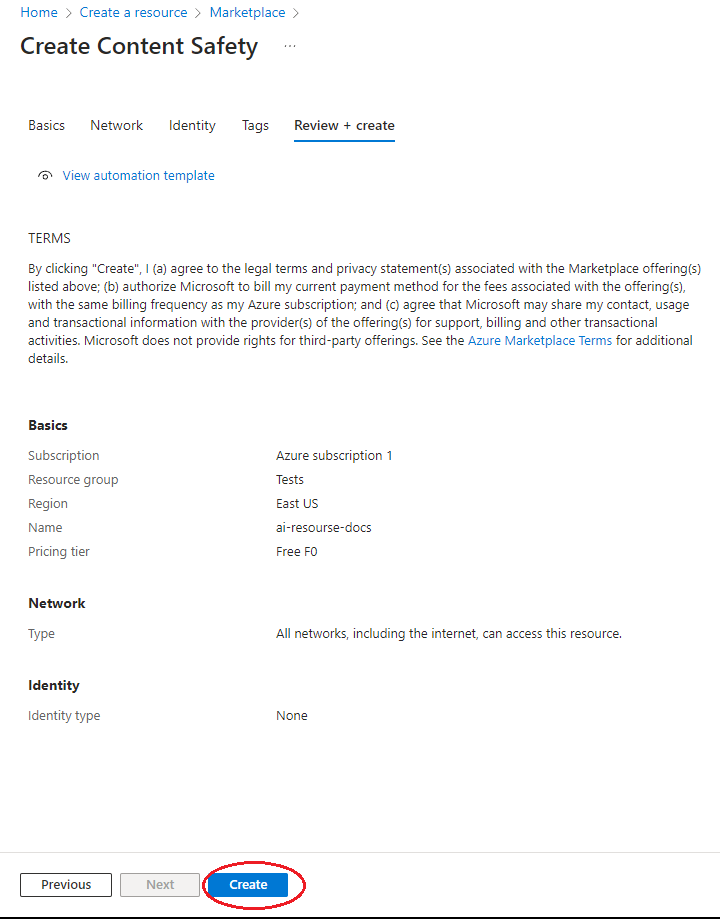 Home > Create a resource > Marketplace >
Create Content Safety ...
Basics Network Identity Tags Review + create
View automation template
TERMS
By clicking "Create", I (a) agree to the legal terms and privacy statement(s) associated with the Marketplace offering(s)
listed above; (b) authorize Microsoft to bill my current payment method for the fees associated with the offering(s),
with the same billing frequency as my Azure subscription; and (c) agree that Microsoft may share my contact, usage
and transactional information with the provider(s) of the offering(s) for support, billing and other transactional
activities. Microsoft does not provide rights for third-party offerings. See the Azure Marketplace Terms for additional
details.
Basics
Subscription Azure subscription 1
Resource group Tests
Region East US
Name ai-resourse-docs
Pricing tier Free F0
Network
Type All networks, including the internet, can access this resource.
Identity
Identity type None
Previous Next Create